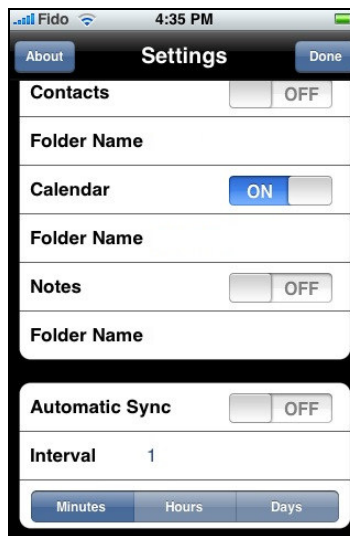 Fido 4:35 PM
About Settings Done
Contacts OFF
Folder Name
Calendar ON
Folder Name
Notes OFF
Folder Name
Automatic Sync OFF
Interval 1
Minutes Hours Days